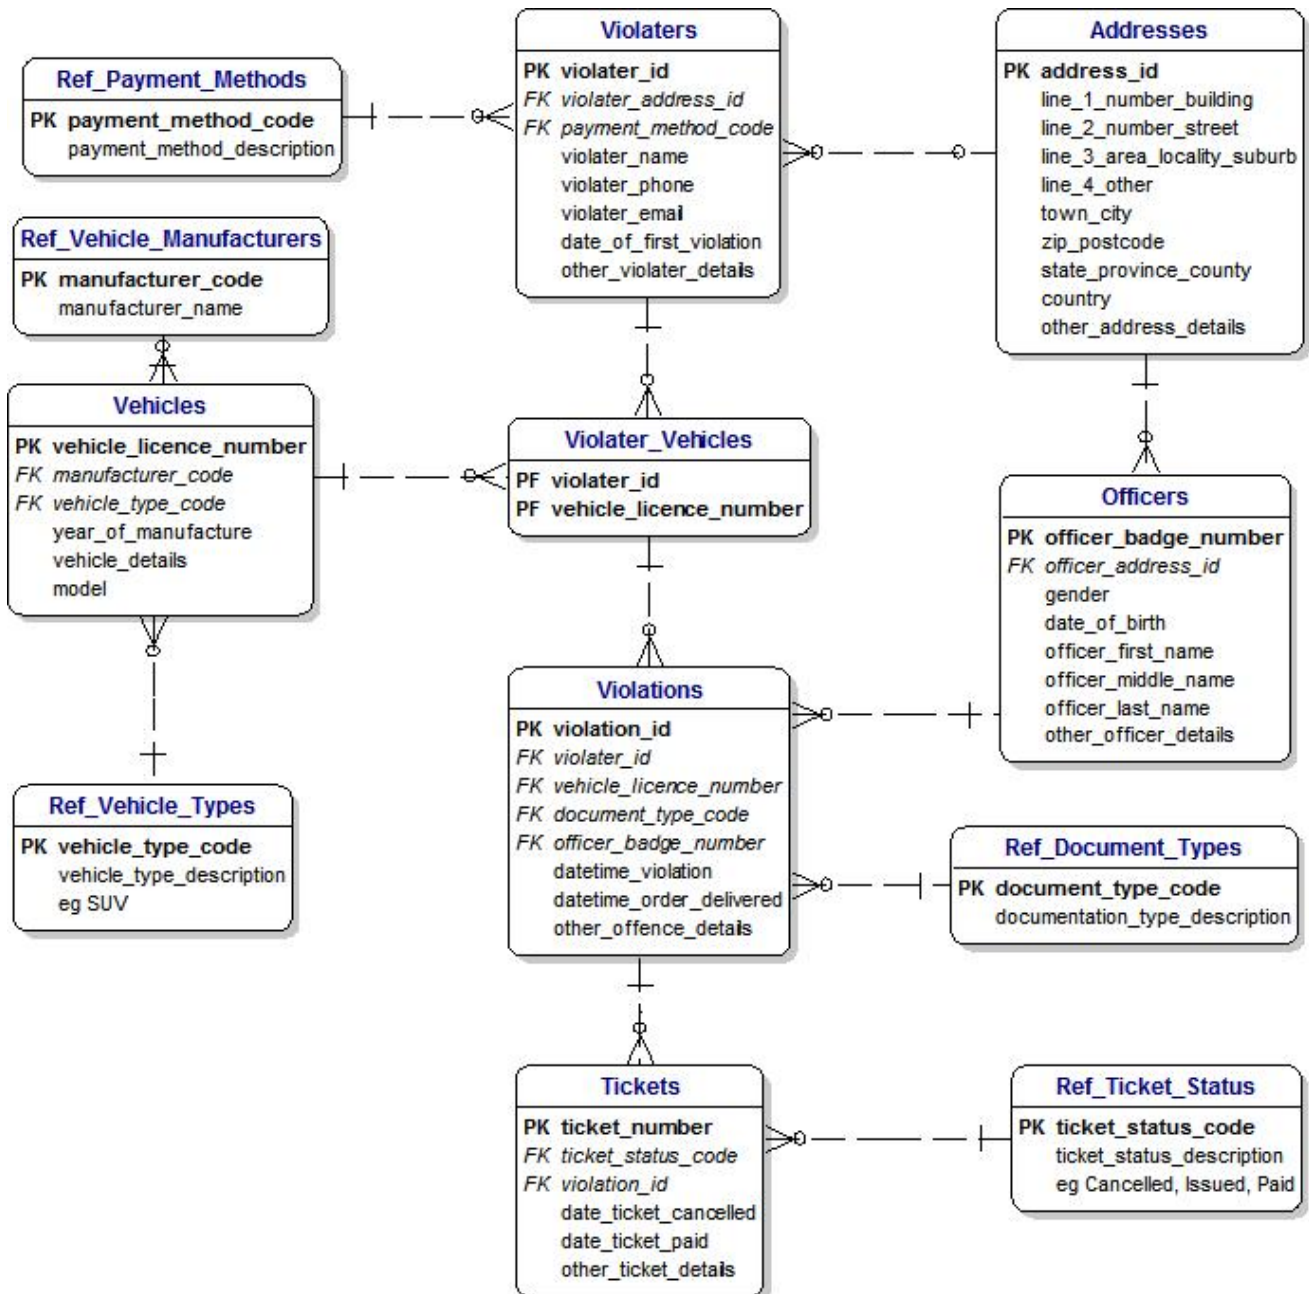 Ref_Payment_Methods
PK payment_method_code
payment_method_description
Violaters
PK violater_id
FK violater_address_id
FK payment_method_code
violater_name
violater_phone
violater_email
date_of_first_violation
other_violater_details
Addresses
PK address_id
line_1_number_building
line_2_number_street
line_3_area_locality_suburb
line_4_other
town_city
zip_postcode
state_province_county
country
other_address_details
Ref_Vehicle_Manufacturers
PK manufacturer_code
manufacturer_name
Vehicles
PK vehicle_licence_number
FK manufacturer_code
FK vehicle_type_code
year_of_manufacture
vehicle_details
model
Violater_Vehicles
PF violater_id
PF vehicle_licence_number
Officers
PK officer_badge_number
FK officer_address_id
gender
date_of_birth
officer_first_name
officer_middle_name
officer_last_name
other_officer_details
Violations
PK violation_id
FK violater_id
FK vehicle_licence_number
FK document_type_code
FK officer_badge_number
datetime_violation
datetime_order_delivered
other_offence_details
Ref_Vehicle_Types
PK vehicle_type_code
vehicle_type_description
eg SUV
Ref_Document_Types
PK document_type_code
documentation_type_description
Tickets
PK ticket_number
FK ticket_status_code
FK violation_id
date_ticket_cancelled
date_ticket_paid
other_ticket_details
Ref_Ticket_Status
PK ticket_status_code
ticket_status_description
eg Cancelled, Issued, Paid